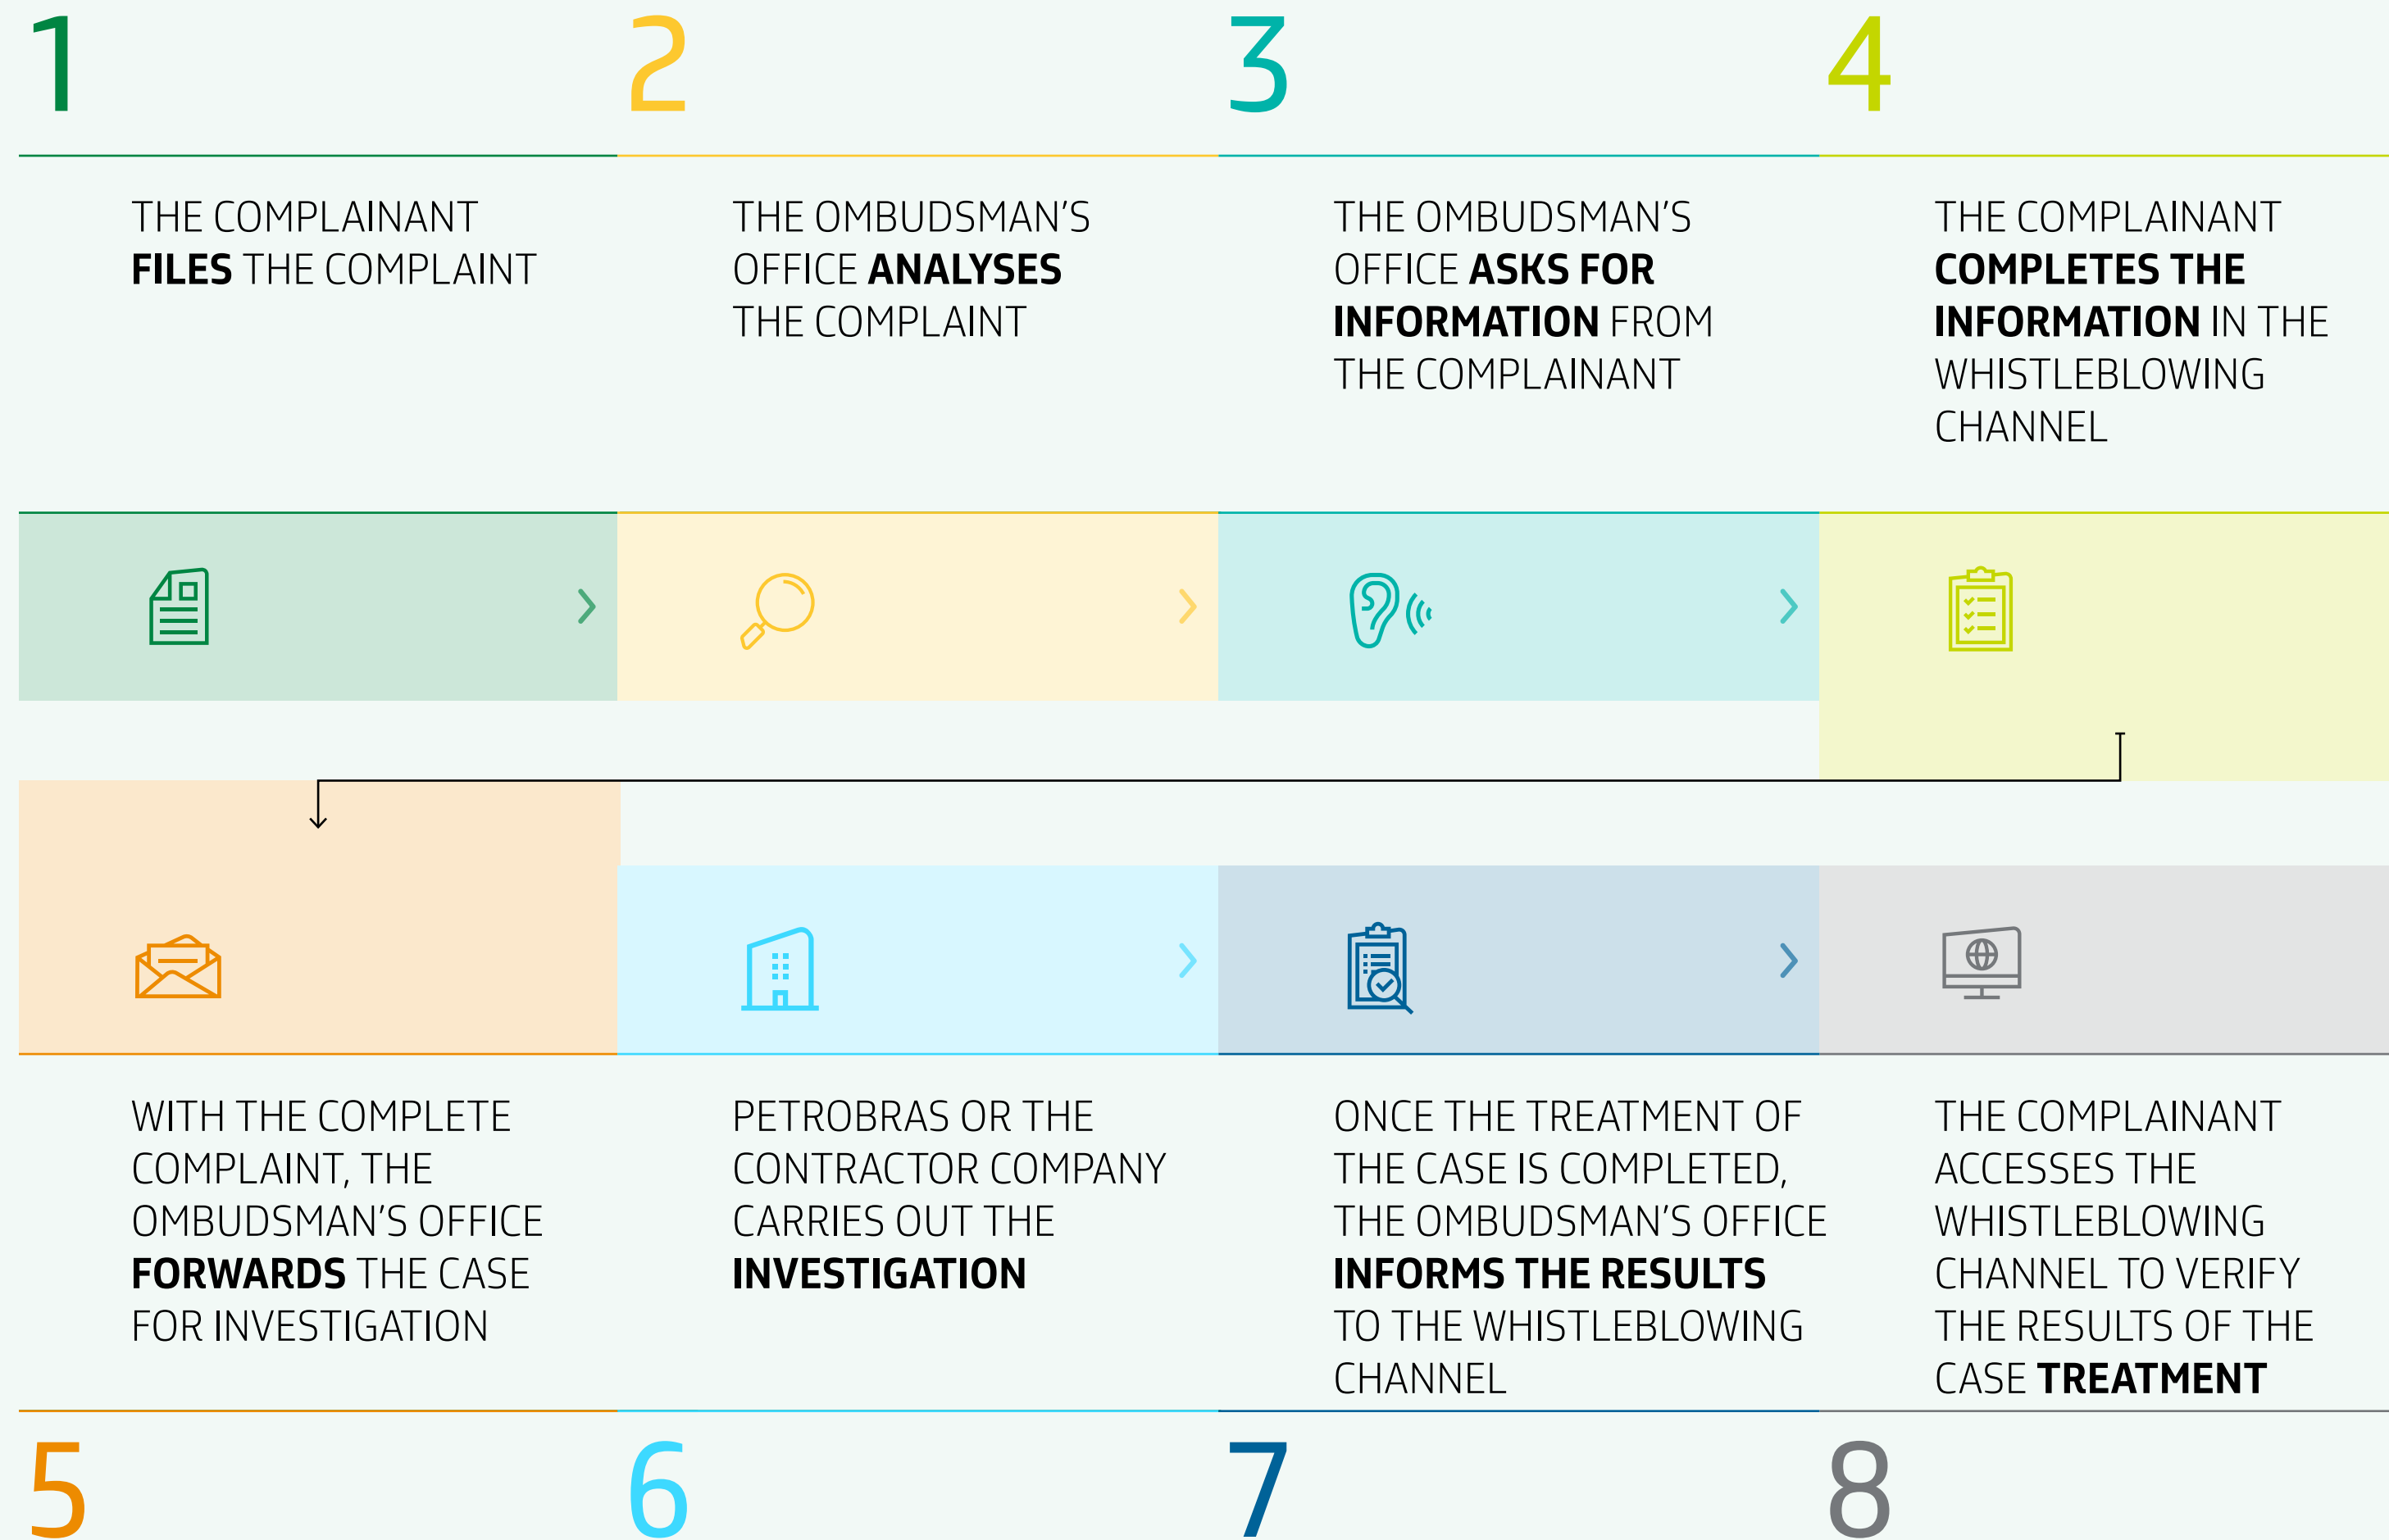 1
THE COMPLAINANT
FILES THE COMPLAINT
2
THE OMBUDSMAN'S
OFFICE ANALYSES
THE COMPLAINT
3
THE OMBUDSMAN'S
OFFICE ASKS FOR
INFORMATION FROM
THE COMPLAINANT
4
THE COMPLAINANT
COMPLETES THE
INFORMATION IN THE
WHISTLEBLOWING
CHANNEL
WITH THE COMPLETE
COMPLAINT, THE
OMBUDSMAN'S OFFICE
FORWARDS THE CASE
FOR INVESTIGATION
5
PETROBRAS OR THE
CONTRACTOR COMPANY
CARRIES OUT THE
INVESTIGATION
6
ONCE THE TREATMENT OF
THE CASE IS COMPLETED,
THE OMBUDSMAN'S OFFICE
INFORMS THE RESULTS
TO THE WHISTLEBLOWING
CHANNEL
7
THE COMPLAINANT
ACCESSES THE
WHISTLEBLOWING
CHANNEL TO VERIFY
THE RESULTS OF THE
CASE TREATMENT
8